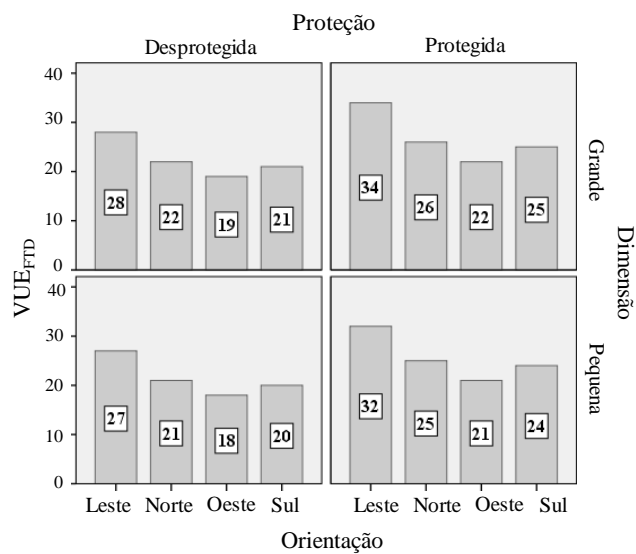 Proteção
Desprotegida Protegida
40
30
20
10
0
28 22 19 21
34 26 22 25
Grande
40
30
20
10
0
27 21 18 20
32 25 21 24
Pequena
VUE_FTD
Dimensão
Leste Norte Oeste Sul Leste Norte Oeste Sul
Orientação